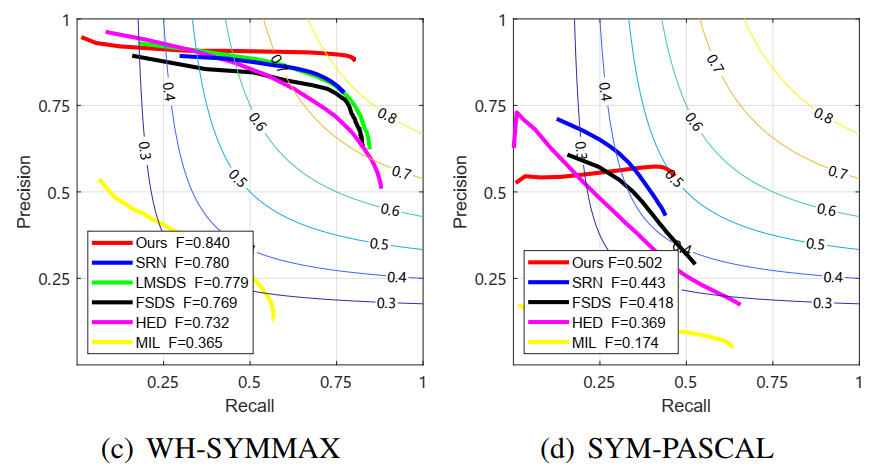 1
0.75
0.5
0.25
Precision
0.3
0.4
0.5
0.6
0.7
0.8
0.7
0.6
0.5
0.4
0.3
Ours F=0.840
SRN F=0.780
LMSDS F=0.779
FSDS F=0.769
HED F=0.732
MIL F=0.365
0.25
0.5
0.75
1
Recall
(c) WH-SYMMAX
1
0.75
0.5
0.25
Precision
0.3
0.4
0.5
0.6
0.7
0.8
0.7
0.6
0.5
0.4
0.4
0.3
Ours F=0.502
SRN F=0.443
FSDS F=0.418
HED F=0.369
MIL F=0.174
0.25
0.5
0.75
1
Recall
(d) SYM-PASCAL